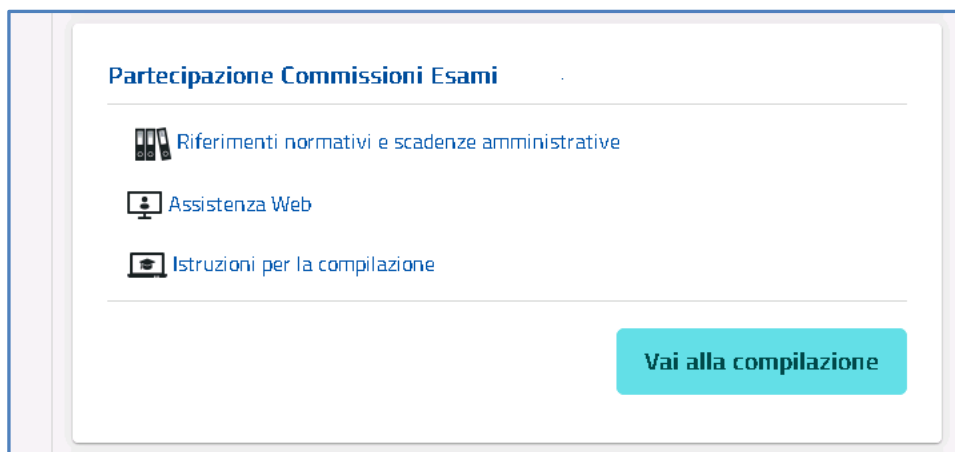 Partecipazione Commissioni Esami
Riferimenti normativi e scadenze amministrative
Assistenza Web
Istruzioni per la compilazione
Vai alla compilazione